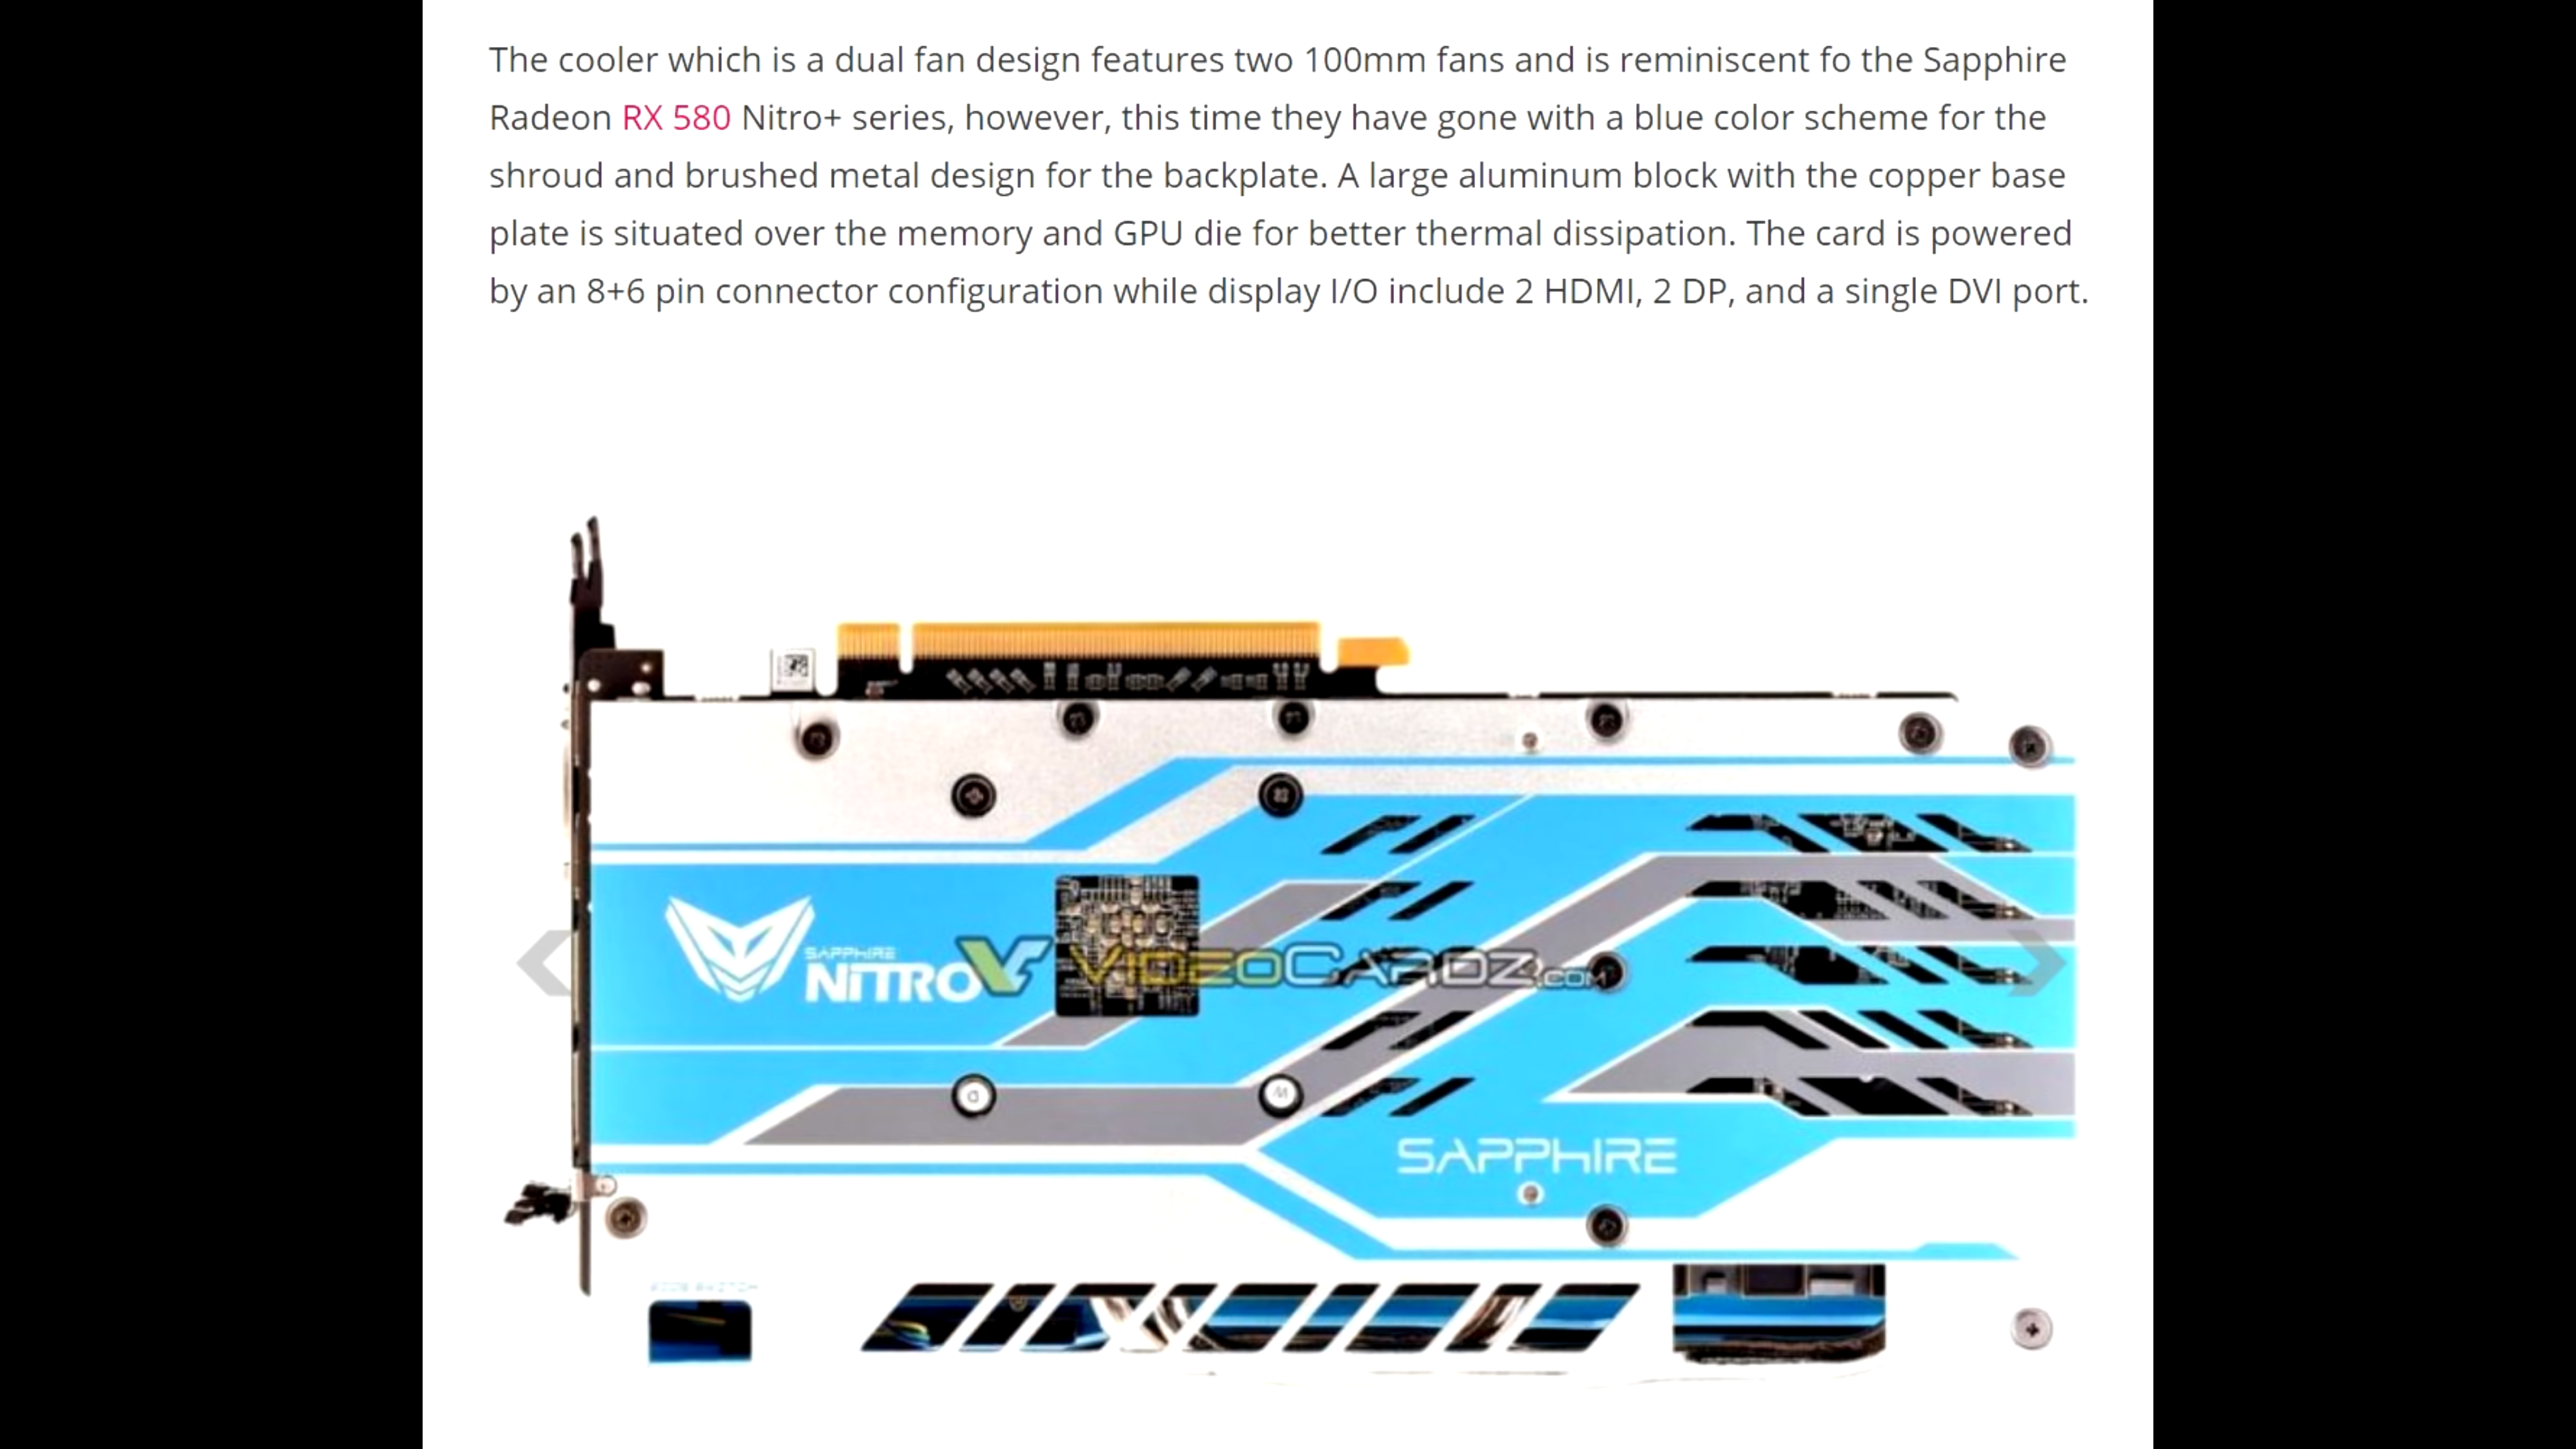 The cooler which is a dual fan design features two 100mm fans and is reminiscent fo the Sapphire
Radeon RX 580 Nitro+ series, however, this time they have gone with a blue color scheme for the
shroud and brushed metal design for the backplate. A large aluminum block with the copper base
plate is situated over the memory and GPU die for better thermal dissipation. The card is powered
by an 8+6 pin connector configuration while display I/O include 2 HDMI, 2 DP, and a single DVI port.
SAPPHIRE
NITRO
VIDEOCARDZ.COM
SAPPHIRE